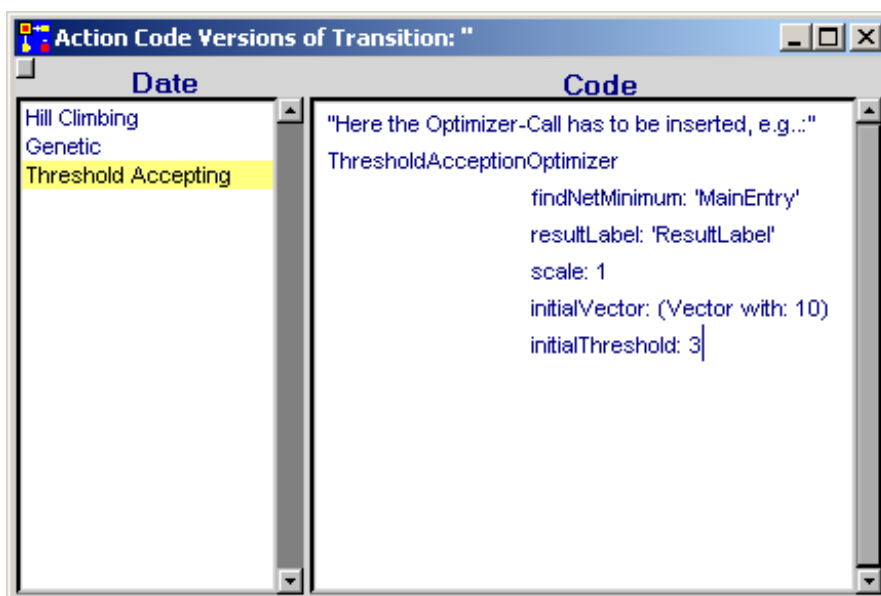 Action Code Versions of Transition: "
Date
Hill Climbing
Genetic
Threshold Accepting
Code
"Here the Optimizer-Call has to be inserted, e.g..:"
ThresholdAcceptionOptimizer
findNetMinimum: 'MainEntry'
resultLabel: 'ResultLabel'
scale: 1
initialVector: (Vector with: 10)
initialThreshold: 3